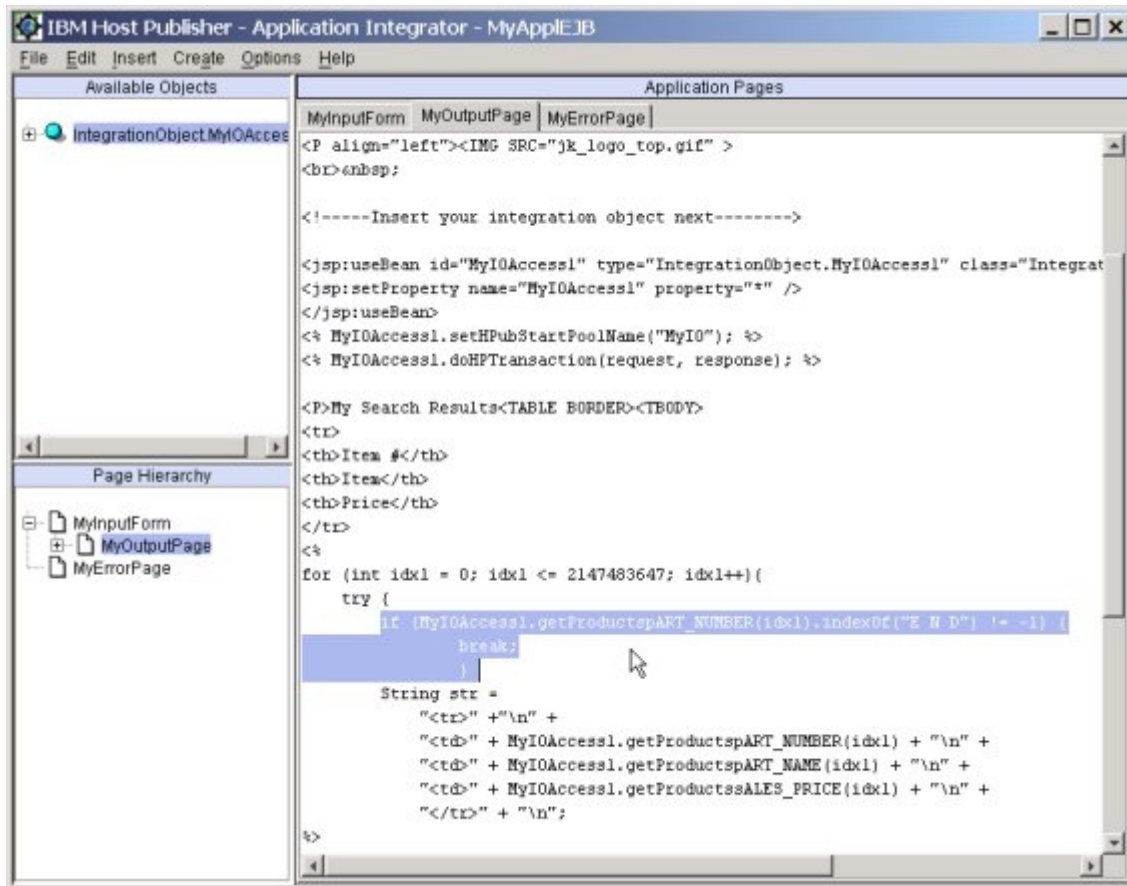 IBM Host Publisher - Application Integrator - MyApplEJB
File Edit Insert Create Options Help
Available Objects
IntegrationObject.MyIOAcces
Page Hierarchy
MyInputForm
MyOutputPage
MyErrorPage
Application Pages
MyInputForm MyOutputPage MyErrorPage
<P align="left"><IMG SRC="jk_logo_top.gif" >
<br>&nbsp;
<!-----Insert your integration object next-------->
<jsp:useBean id="MyIOAccess1" type="IntegrationObject.MyIOAccess1" class="Integrat
<jsp:setProperty name="MyIOAccess1" property="*" />
</jsp:useBean>
<% MyIOAccess1.setHPubStartPoolName("MyIO"); %>
<% MyIOAccess1.doHPTransaction(request, response); %>
<P>My Search Results<TABLE BORDER><TBODY>
<tr>
<th>Item #</th>
<th>Item</th>
<th>Price</th>
</tr>
<%
for (int idx1 = 0; idx1 <= 2147483647; idx1++){
try {
if (MyIOAccess1.getProductspART_NUMBER(idx1).indexOf("E N D") != -1) {
break;
}
String str =
"<tr>" +"\n" +
"<td>" + MyIOAccess1.getProductspART_NUMBER(idx1) + "\n" +
"<td>" + MyIOAccess1.getProductspART_NAME(idx1) + "\n" +
"<td>" + MyIOAccess1.getProductssALES_PRICE(idx1) + "\n" +
"</tr>" + "\n";
%>